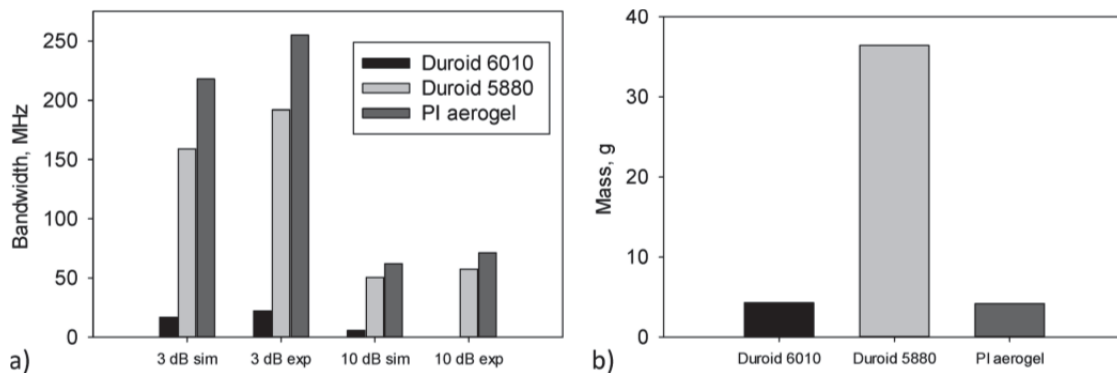 250
200
150
100
50
0
Bandwidth, MHz
Duroid 6010
Duroid 5880
PI aerogel
3 dB sim
3 dB exp
10 dB sim
10 dB exp
a)
40
30
20
10
0
Mass, g
Duroid 6010
Duroid 5880
PI aerogel
b)